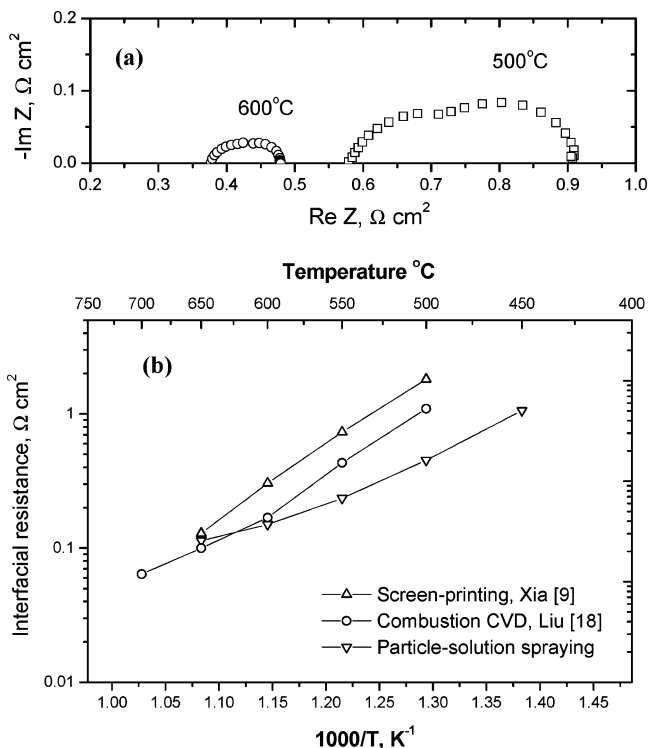 0.2
(a)
500°C
600°C
0.1
0.0
-Im Z, Ω cm²
0.2 0.3 0.4 0.5 0.6 0.7 0.8 0.9 1.0
Re Z, Ω cm²
Temperature °C
750 700 650 600 550 500 450 400
(b)
1
0.1
0.01
Interfacial resistance, Ω cm²
Screen-printing, Xia [9]
Combustion CVD, Liu [18]
Particle-solution spraying
1.00 1.05 1.10 1.15 1.20 1.25 1.30 1.35 1.40 1.45
1000/T, K⁻¹